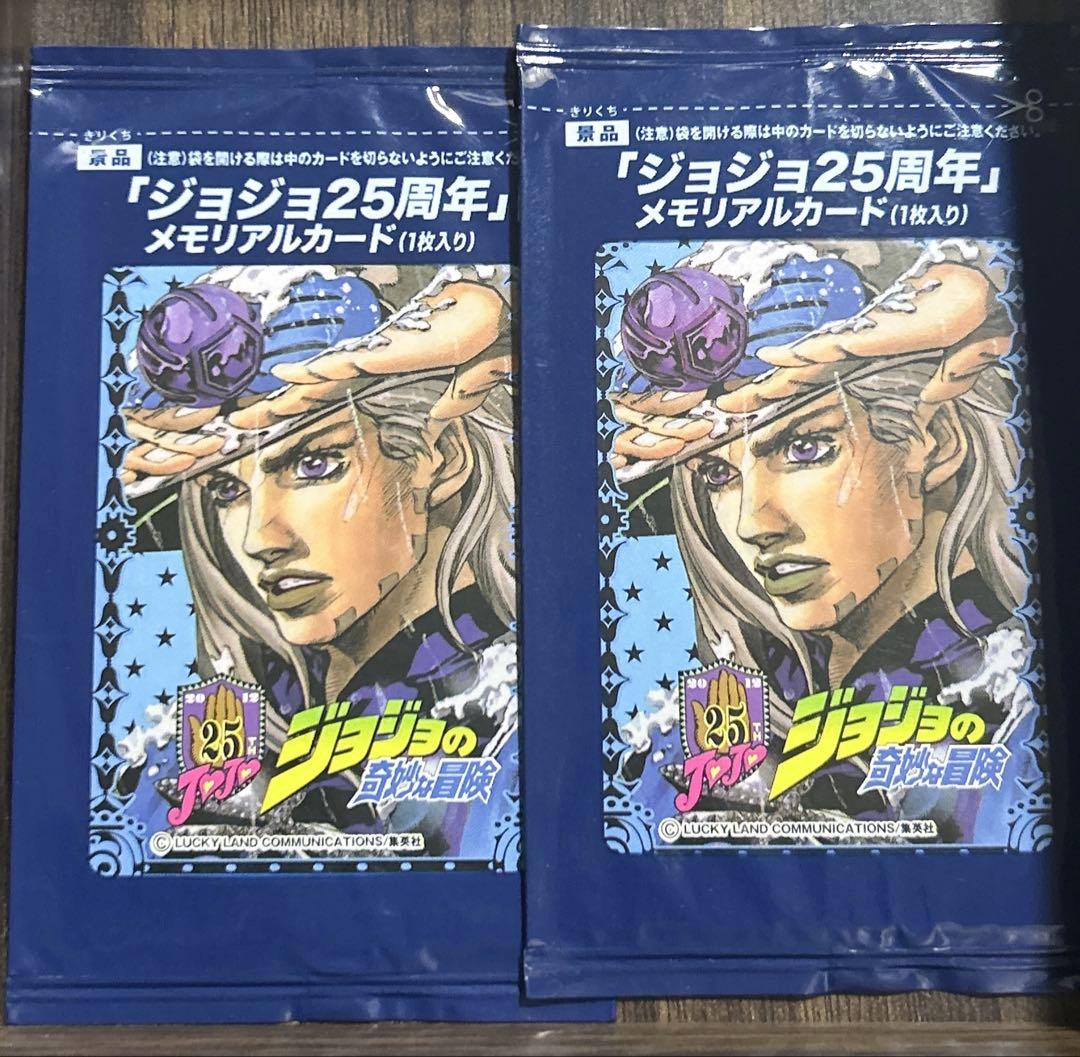 きりくち
景品 (注意)袋を開ける際は中のカードを切らないようにご注意くだ
「ジョジョ25周年」
メモリアルカード(1枚入り)
2012
25
TH
JOJO
ジョジョの
奇妙な冒険
Ⓒ LUCKY LAND COMMUNICATIONS/集英社
きりくち
景品 (注意)袋を開ける際は中のカードを切らないようにご注意ください。
「ジョジョ25周年」
メモリアルカード(1枚入り)
2012
25
TH
JOJO
ジョジョの
奇妙な冒険
Ⓒ LUCKY LAND COMMUNICATIONS/集英社